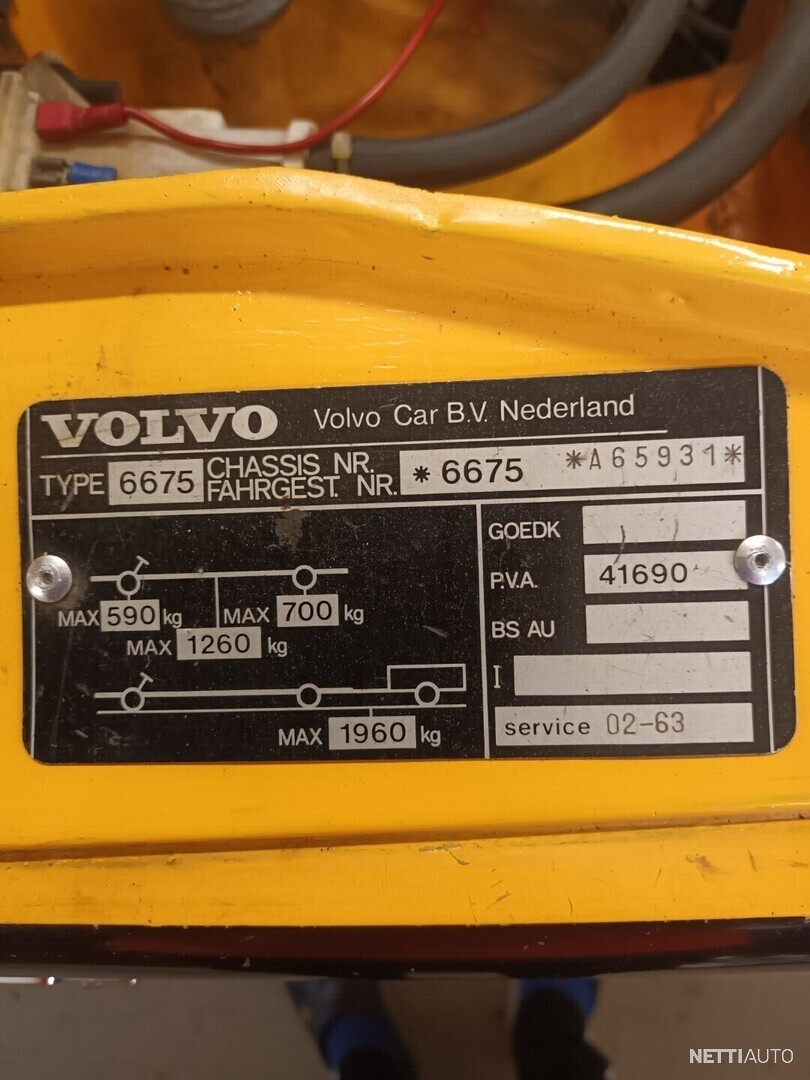 VOLVO Volvo Car B.V. Nederland
TYPE 6675 CHASSIS NR. FAHRGEST. NR. *6675 *A65931*
GOEDK
P.V.A. 41690
MAX 590 kg MAX 700 kg
MAX 1260 kg
BS AU
I
MAX 1960 kg
service 02-63
NETTIAUTO